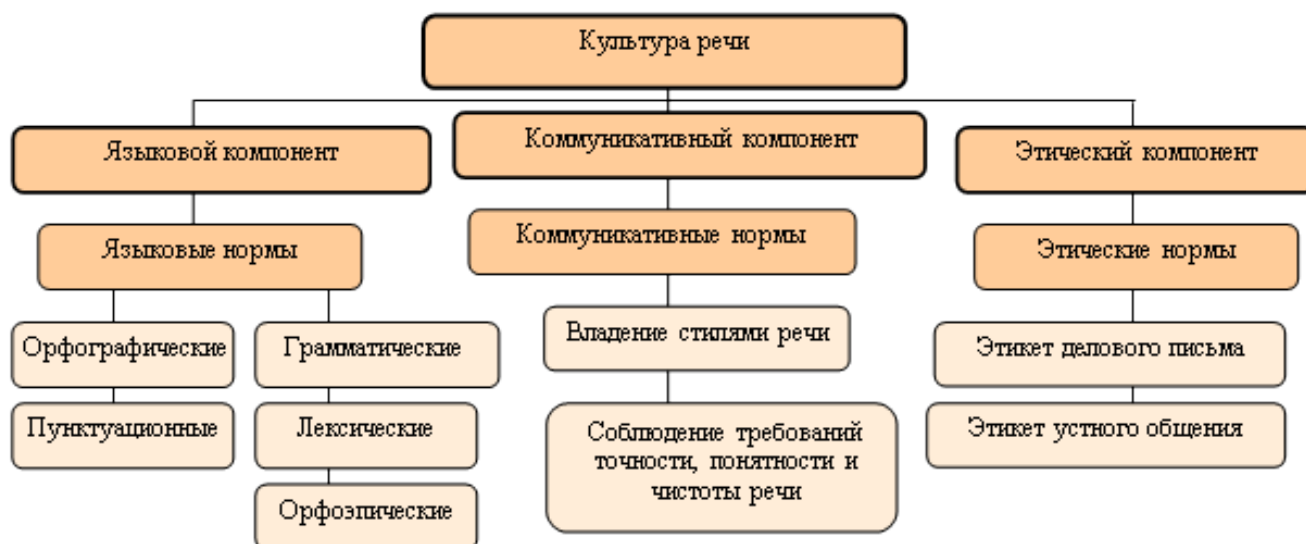 Культура речи
Языковой компонент
Коммуникативный компонент
Этический компонент
Языковые нормы
Коммуникативные нормы
Этические нормы
Орфографические
Грамматические
Владение стилями речи
Этикет делового письма
Пунктуационные
Лексические
Соблюдение требований
точности, понятности и
чистоты речи
Этикет устного общения
Орфоэпические